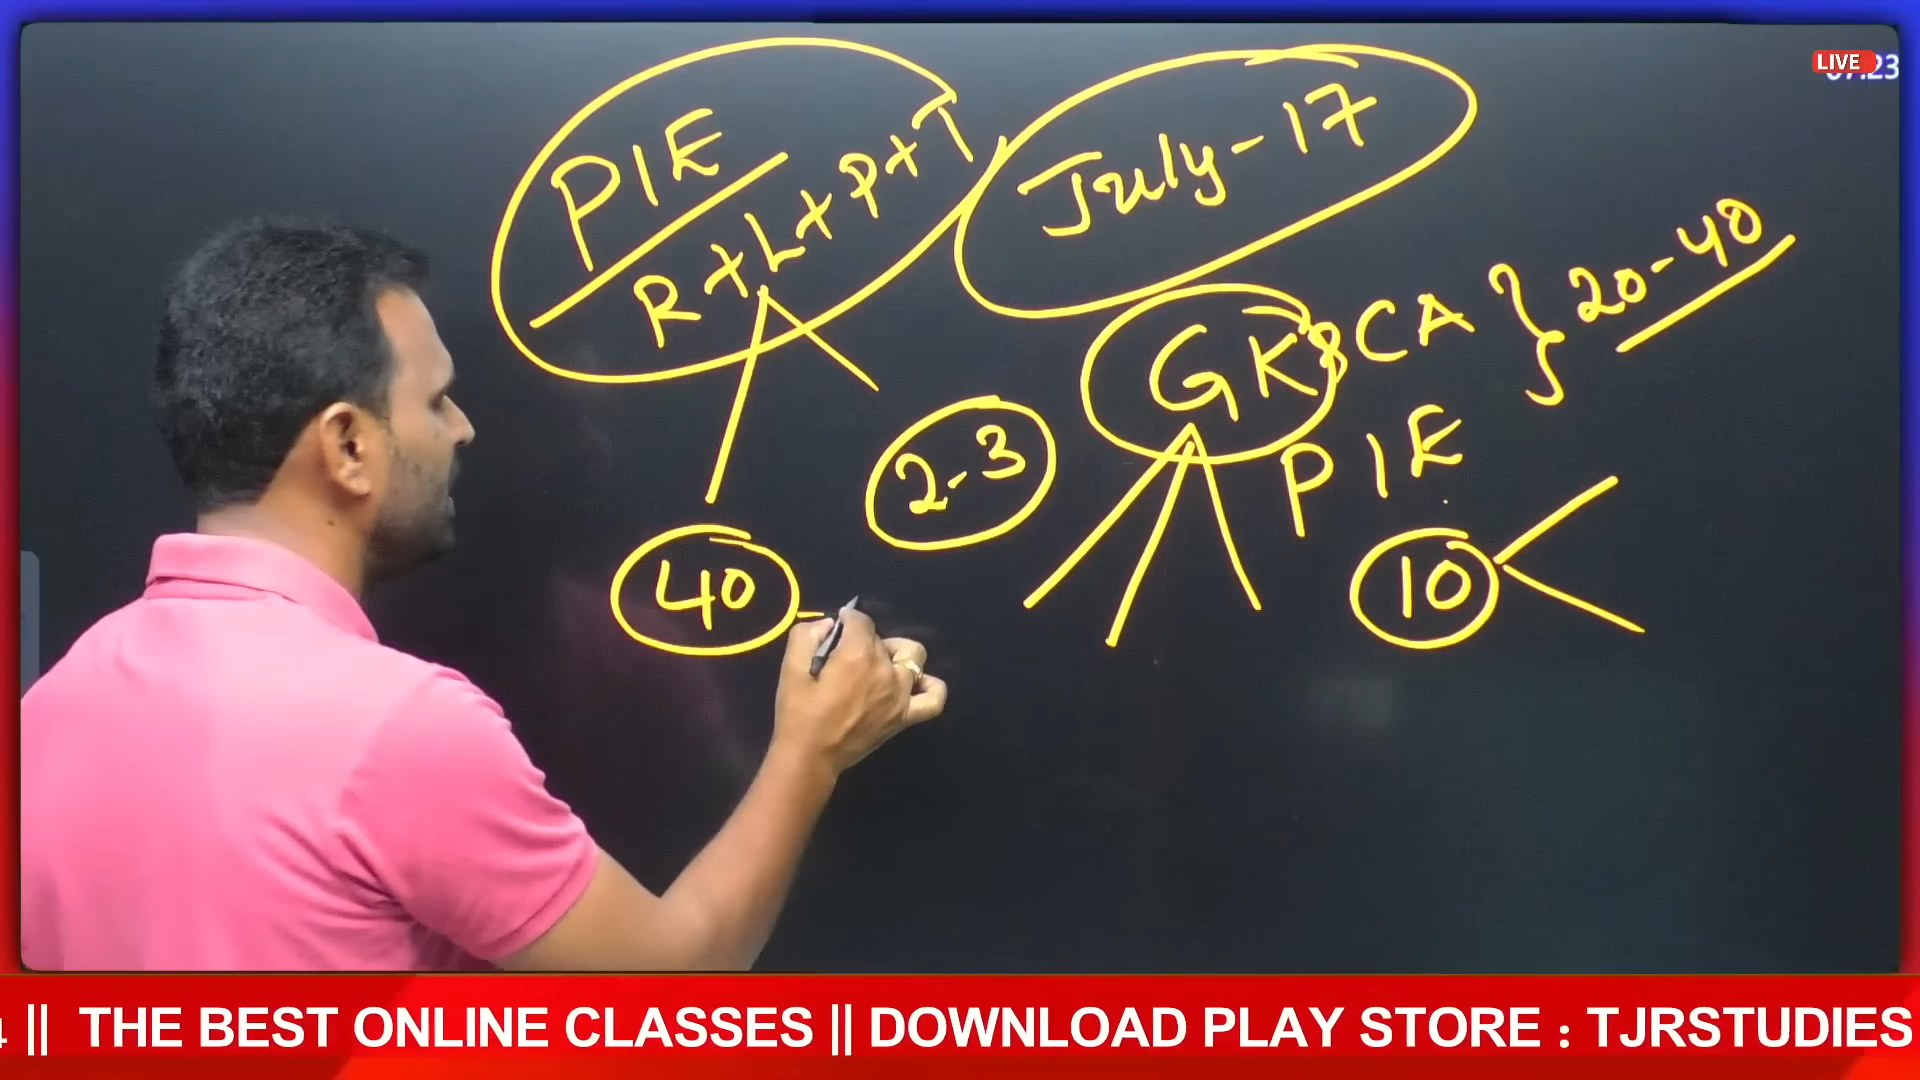 LIVE
PIE
R+L+P+T
July-17
GK & CA } 20-40
PIE
2-3
40
10
|| THE BEST ONLINE CLASSES || DOWNLOAD PLAY STORE : TJRSTUDIES